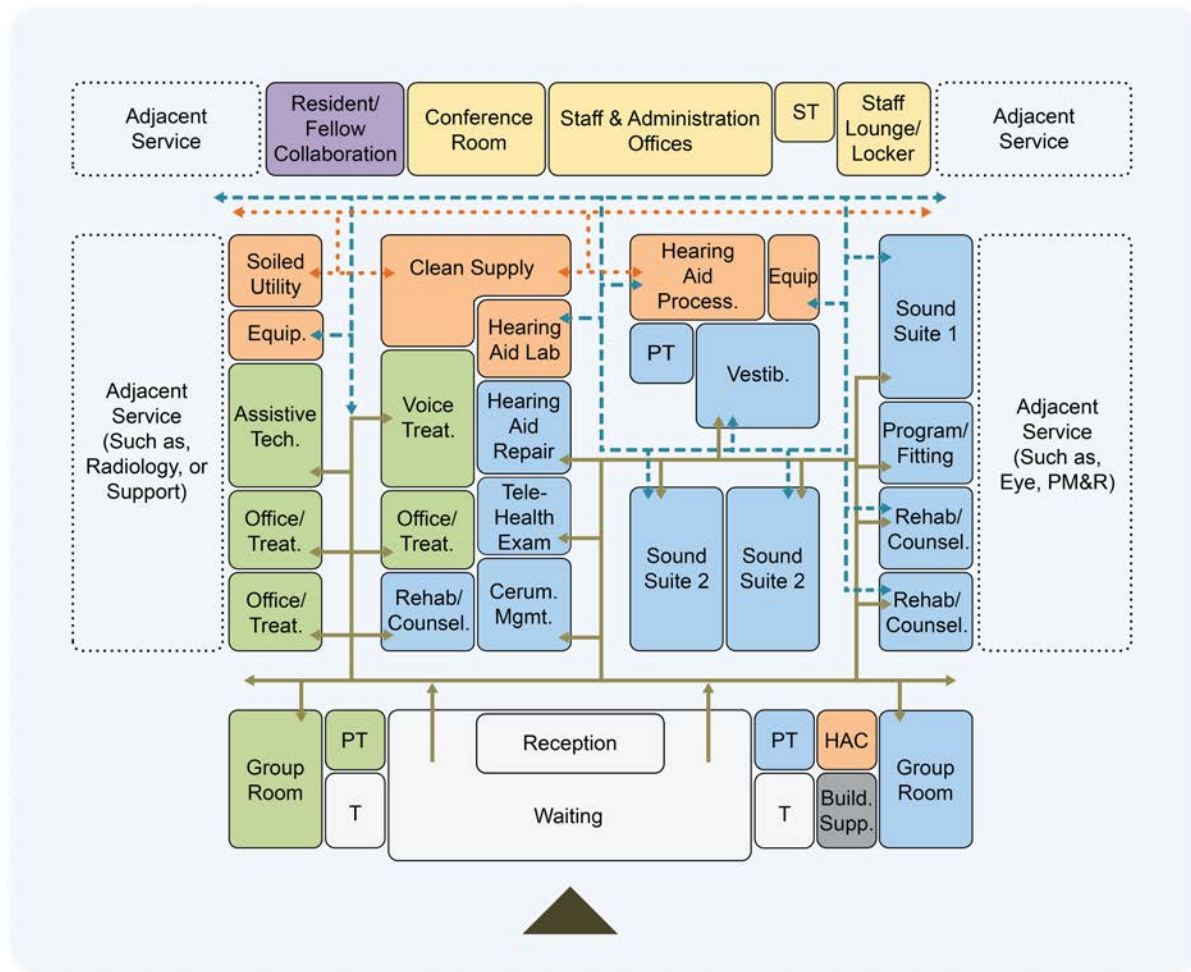 Adjacent
Service
Resident/
Fellow
Collaboration
Conference
Room
Staff & Administration
Offices
ST
Staff
Lounge/
Locker
Adjacent
Service
Adjacent
Service
(Such as,
Radiology, or
Support)
Soiled
Utility
Equip.
Assistive
Tech.
Office/
Treat.
Office/
Treat.
Clean Supply
Voice
Treat.
Office/
Treat.
Rehab/
Counsel.
Hearing
Aid Lab
Hearing
Aid
Repair
Tele-
Health
Exam
Cerum.
Mgmt.
Hearing
Aid
Process.
Equip
PT
Vestib.
Sound
Suite 2
Sound
Suite 2
Sound
Suite 1
Program/
Fitting
Rehab/
Counsel.
Rehab/
Counsel.
Adjacent
Service
(Such as,
Eye, PM&R)
Group
Room
PT
T
Reception
Waiting
PT
T
HAC
Build.
Supp.
Group
Room